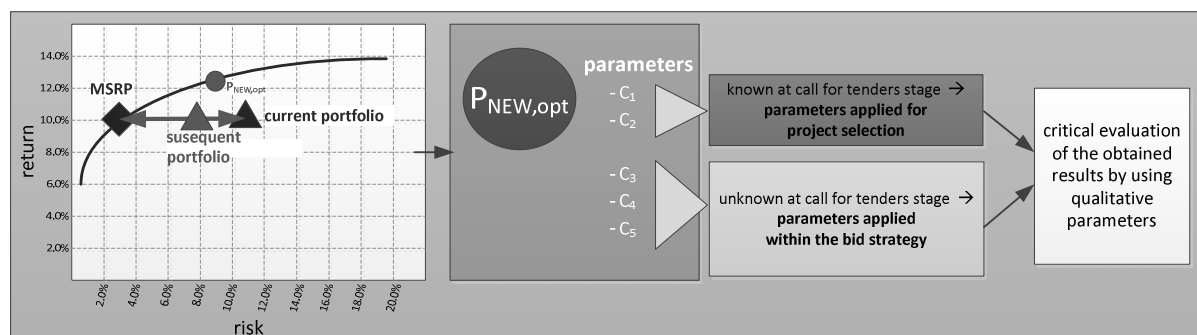 14.0%
12.0%
10.0%
8.0%
6.0%
4.0%
2.0%
return
MSRP
P_NEW,opt
current portfolio
susequent
portfolio
2.0%
4.0%
6.0%
8.0%
10.0%
12.0%
14.0%
16.0%
18.0%
20.0%
risk
P_NEW,opt
parameters
- C₁
- C₂
- C₃
- C₄
- C₅
known at call for tenders stage →
parameters applied for
project selection
unknown at call for tenders stage →
parameters applied
within the bid strategy
critical evaluation
of the obtained
results by using
qualitative
parameters